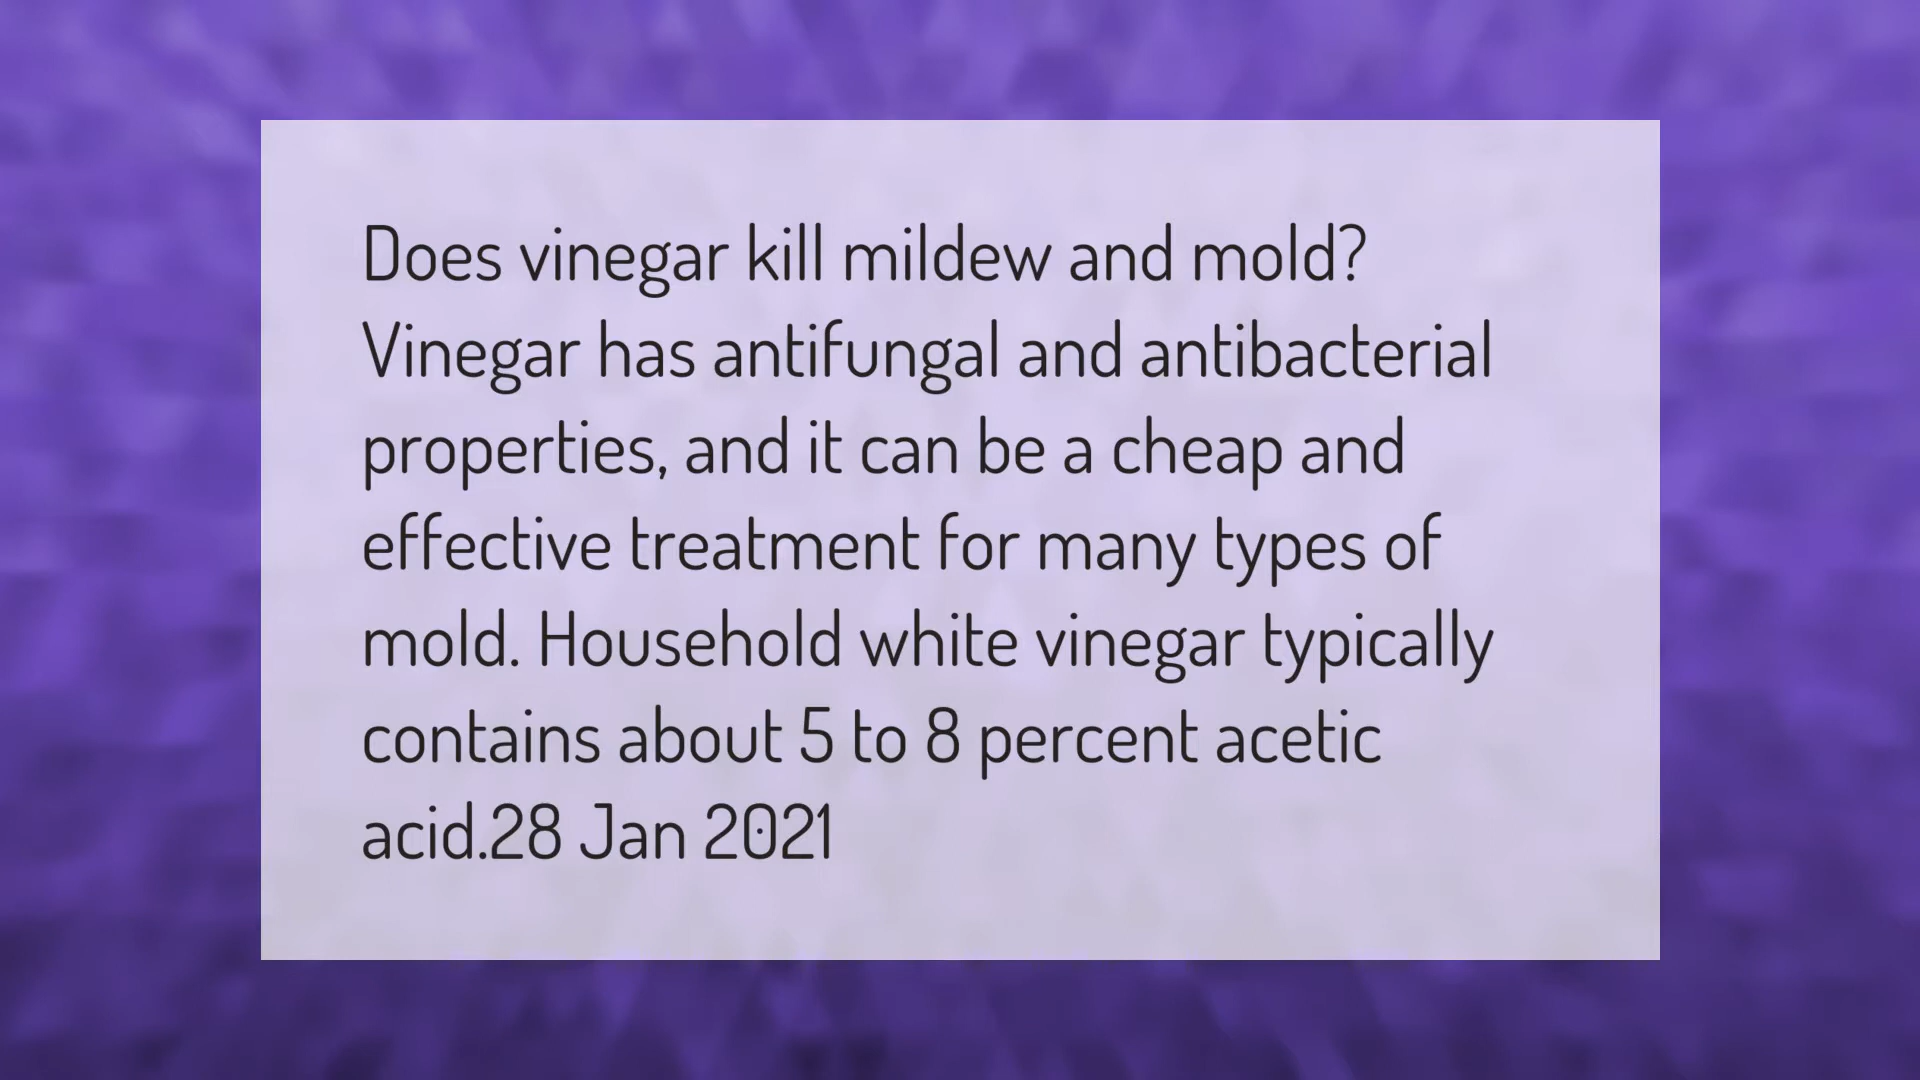 Does vinegar kill mildew and mold?
Vinegar has antifungal and antibacterial
properties, and it can be a cheap and
effective treatment for many types of
mold. Household white vinegar typically
contains about 5 to 8 percent acetic
acid.28 Jan 2021